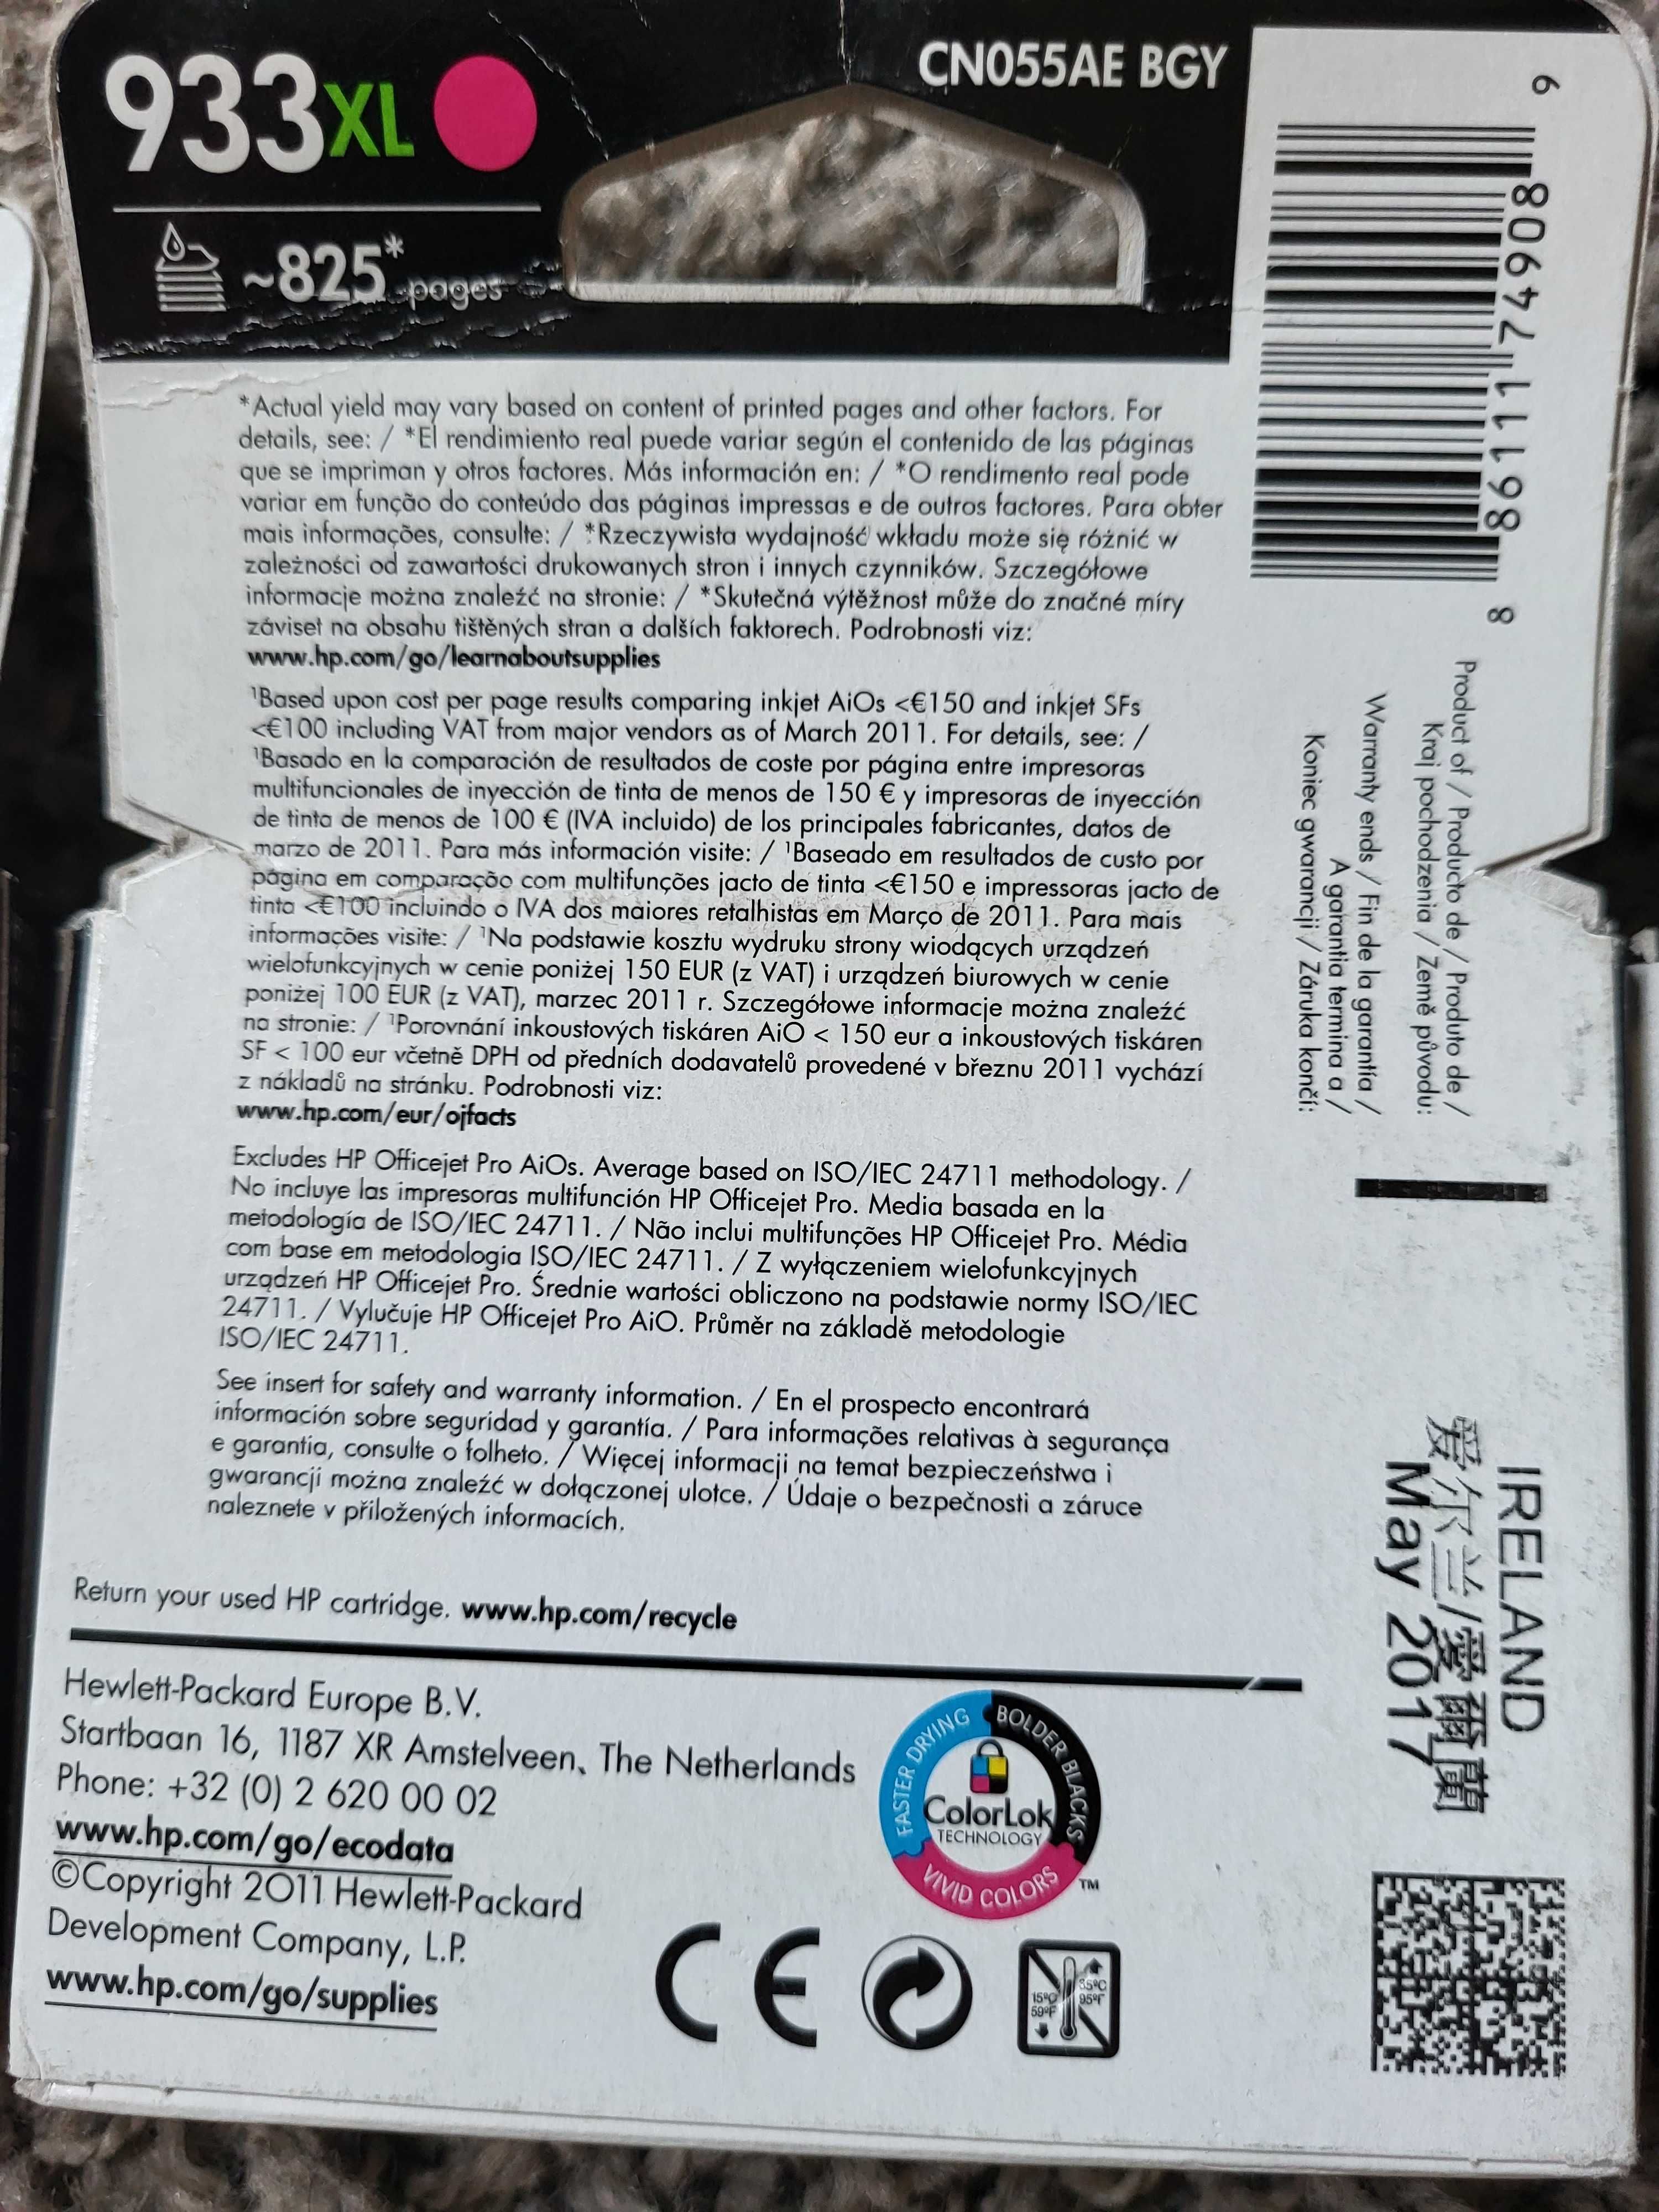 933XL
CN055AE BGY
~825* pages
*Actual yield may vary based on content of printed pages and other factors. For
details, see: / *El rendimiento real puede variar según el contenido de las páginas
que se impriman y otros factores. Más información en: / *O rendimento real pode
variar em função do conteúdo das páginas impressas e de outros factores. Para obter
mais informações, consulte: / *Rzeczywista wydajność wkładu może się różnić w
zależności od zawartości drukowanych stron i innych czynników. Szczegółowe
informacje można znaleźć na stronie: / *Skutečná výtěžnost může do značné míry
záviset na obsahu tištěných stran a dalších faktorech. Podrobnosti viz:
www.hp.com/go/learnaboutsupplies
¹Based upon cost per page results comparing inkjet AiOs <€150 and inkjet SFs
<€100 including VAT from major vendors as of March 2011. For details, see: /
¹Basado en la comparación de resultados de coste por página entre impresoras
multifuncionales de inyección de tinta de menos de 150 € y impresoras de inyección
de tinta de menos de 100 € (IVA incluido) de los principales fabricantes, datos de
marzo de 2011. Para más información visite: / ¹Baseado em resultados de custo por
página em comparação com multifunções jacto de tinta <€150 e impressoras jacto de
tinta <€100 incluindo o IVA dos maiores retalhistas em Março de 2011. Para mais
informações visite: / ¹Na podstawie kosztu wydruku strony wiodących urządzeń
wielofunkcyjnych w cenie poniżej 150 EUR (z VAT) i urządzeń biurowych w cenie
poniżej 100 EUR (z VAT), marzec 2011 r. Szczegółowe informacje można znaleźć
na stronie: / ¹Porovnání inkoustových tiskáren AiO < 150 eur a inkoustových tiskáren
SF < 100 eur včetně DPH od předních dodavatelů provedené v březnu 2011 vychází
z nákladů na stránku. Podrobnosti viz:
www.hp.com/eur/ojfacts
Excludes HP Officejet Pro AiOs. Average based on ISO/IEC 24711 methodology. /
No incluye las impresoras multifunción HP Officejet Pro. Media basada en la
metodología de ISO/IEC 24711. / Não inclui multifunções HP Officejet Pro. Média
com base em metodologia ISO/IEC 24711. / Z wyłączeniem wielofunkcyjnych
urządzeń HP Officejet Pro. Średnie wartości obliczono na podstawie normy ISO/IEC
24711. / Vylučuje HP Officejet Pro AiO. Průměr na základě metodologie
ISO/IEC 24711.
See insert for safety and warranty information. / En el prospecto encontrará
información sobre seguridad y garantía. / Para informações relativas à segurança
e garantia, consulte o folheto. / Więcej informacji na temat bezpieczeństwa i
gwarancji można znaleźć w dołączonej ulotce. / Údaje o bezpečnosti a záruce
naleznete v přiložených informacích.
Return your used HP cartridge. www.hp.com/recycle
Hewlett-Packard Europe B.V.
Startbaan 16, 1187 XR Amstelveen, The Netherlands
Phone: +32 (0) 2 620 00 02
www.hp.com/go/ecodata
©Copyright 2011 Hewlett-Packard
Development Company, L.P.
www.hp.com/go/supplies
FASTER DRYING
BOLDER BLACKS
VIVID COLORS
ColorLok
TECHNOLOGY
TM
CE
15ºC
59ºF
35ºC
95ºF
8 86111 74908 9
Product of / Producto de / Produto de /
Kraj pochodzenia / Země původu:
Warranty ends / Fin de la garantía /
A garantia termina a /
Koniec gwarancji / Záruka končí:
IRELAND
爱尔兰/愛爾蘭
May 2017